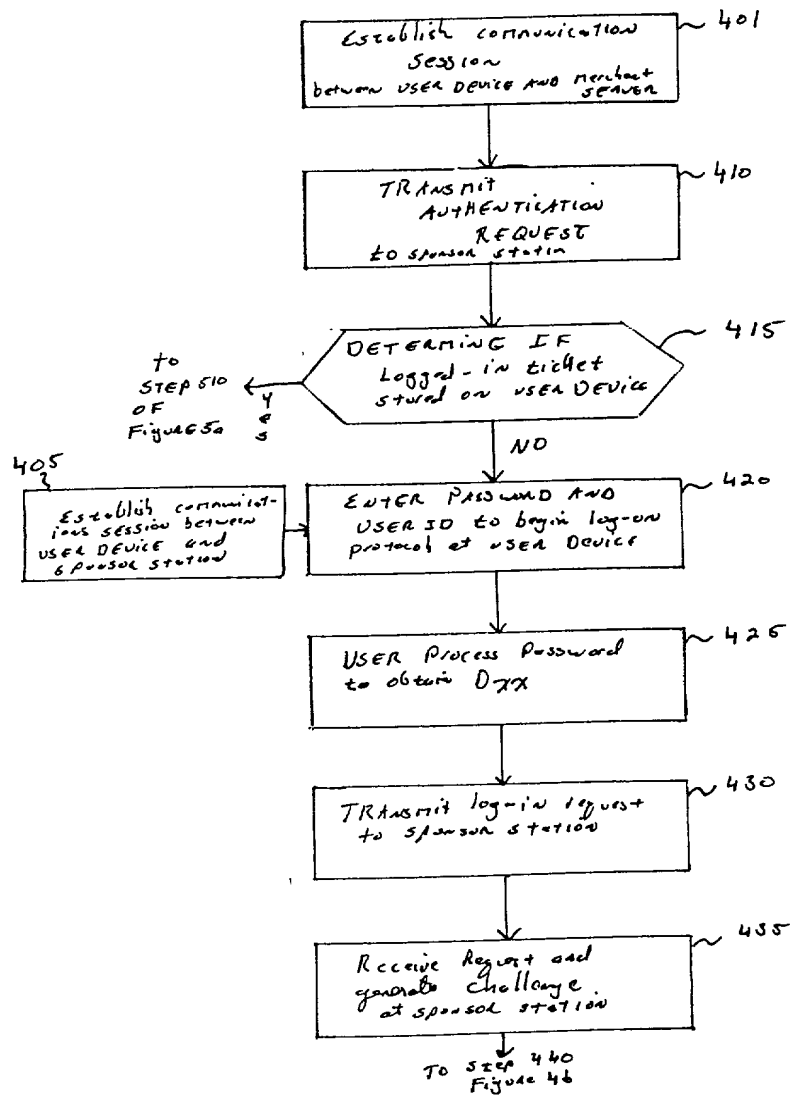 Establish communication
Session
between USER DEVICE AND Merchant
SERVER
401
TRANSMIT
AUTHENTICATION
REQUEST
to sponsor station
410
DETERMINING IF
Logged-in ticket
stored on USER DEVICE
415
to
STEP 510
OF
Figure 5a
Yes
NO
405
Establish communicat-
ions session between
USER DEVICE and
sponsor station
ENTER PASSWORD AND
USER ID to begin log-on
protocol at USER DEVICE
420
USER Process Password
to obtain Dxx
425
TRANSMIT log-in request
to sponsor station
430
Receive Request and
generate challenge
at sponsor station
435
TO STEP 440
Figure 4b